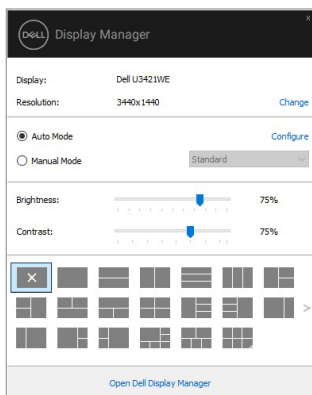 x
DELL Display Manager
Display: Dell U3421WE
Resolution: 3440x1440 Change
Auto Mode Configure
Manual Mode Standard
Brightness: 75%
Contrast: 75%
Open Dell Display Manager